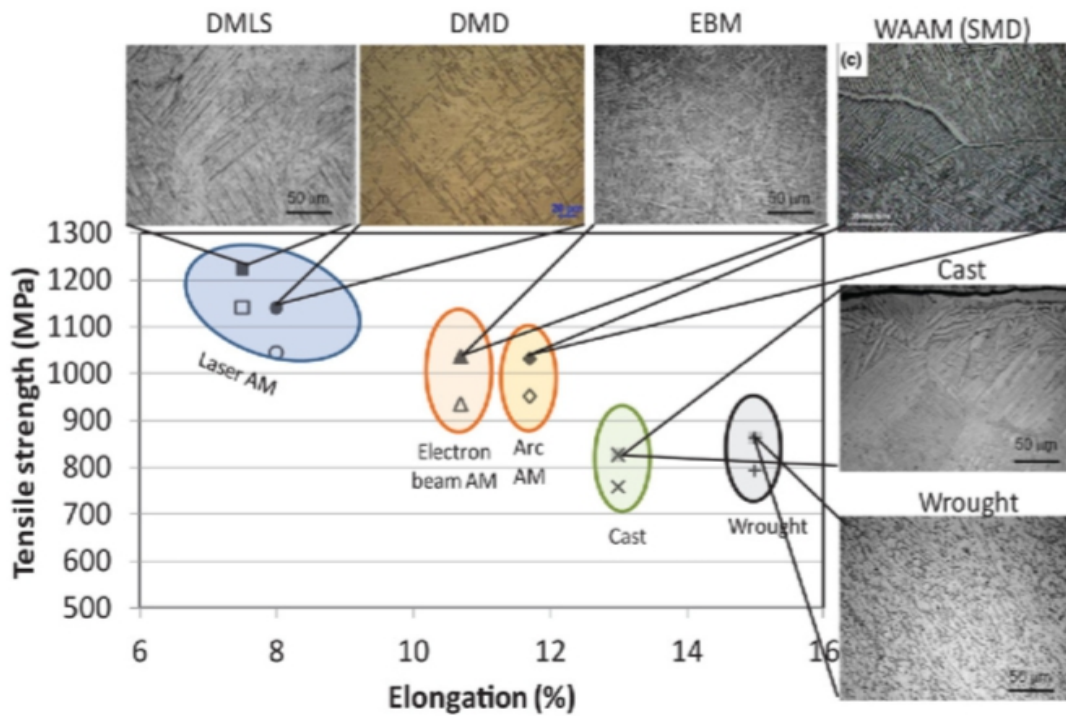 DMLS
DMD
EBM
WAAM (SMD)
(c)
50 µm
50 µm
1300
1200
1100
1000
900
800
700
600
500
Tensile strength (MPa)
Laser AM
Electron
beam AM
Arc
AM
Cast
Wrought
Cast
50 µm
Wrought
50 µm
6
8
10
12
14
16
Elongation (%)